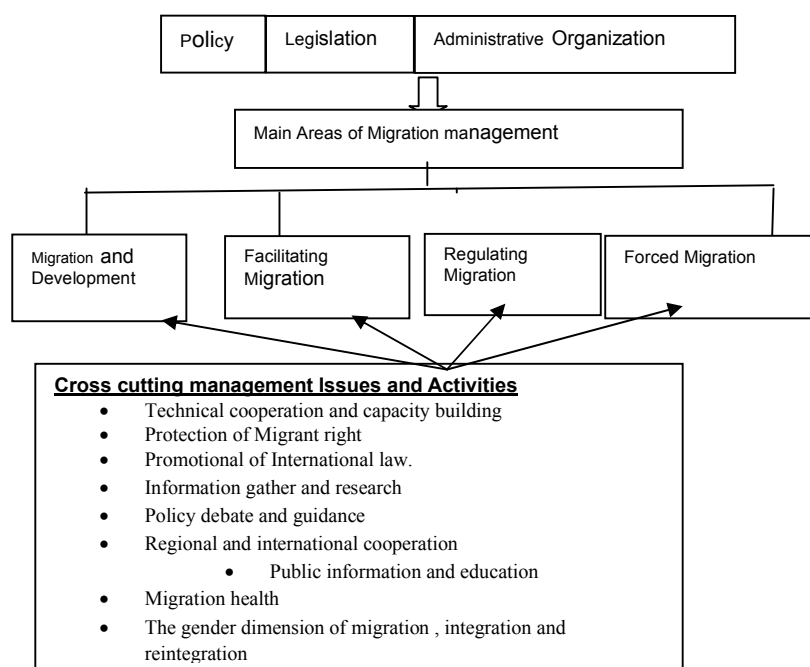 Policy
Legislation
Administrative Organization
Main Areas of Migration management
Migration and
Development
Facilitating
Migration
Regulating
Migration
Forced Migration
Cross cutting management Issues and Activities
• Technical cooperation and capacity building
• Protection of Migrant right
• Promotional of International law.
• Information gather and research
• Policy debate and guidance
• Regional and international cooperation
• Public information and education
• Migration health
• The gender dimension of migration , integration and
reintegration